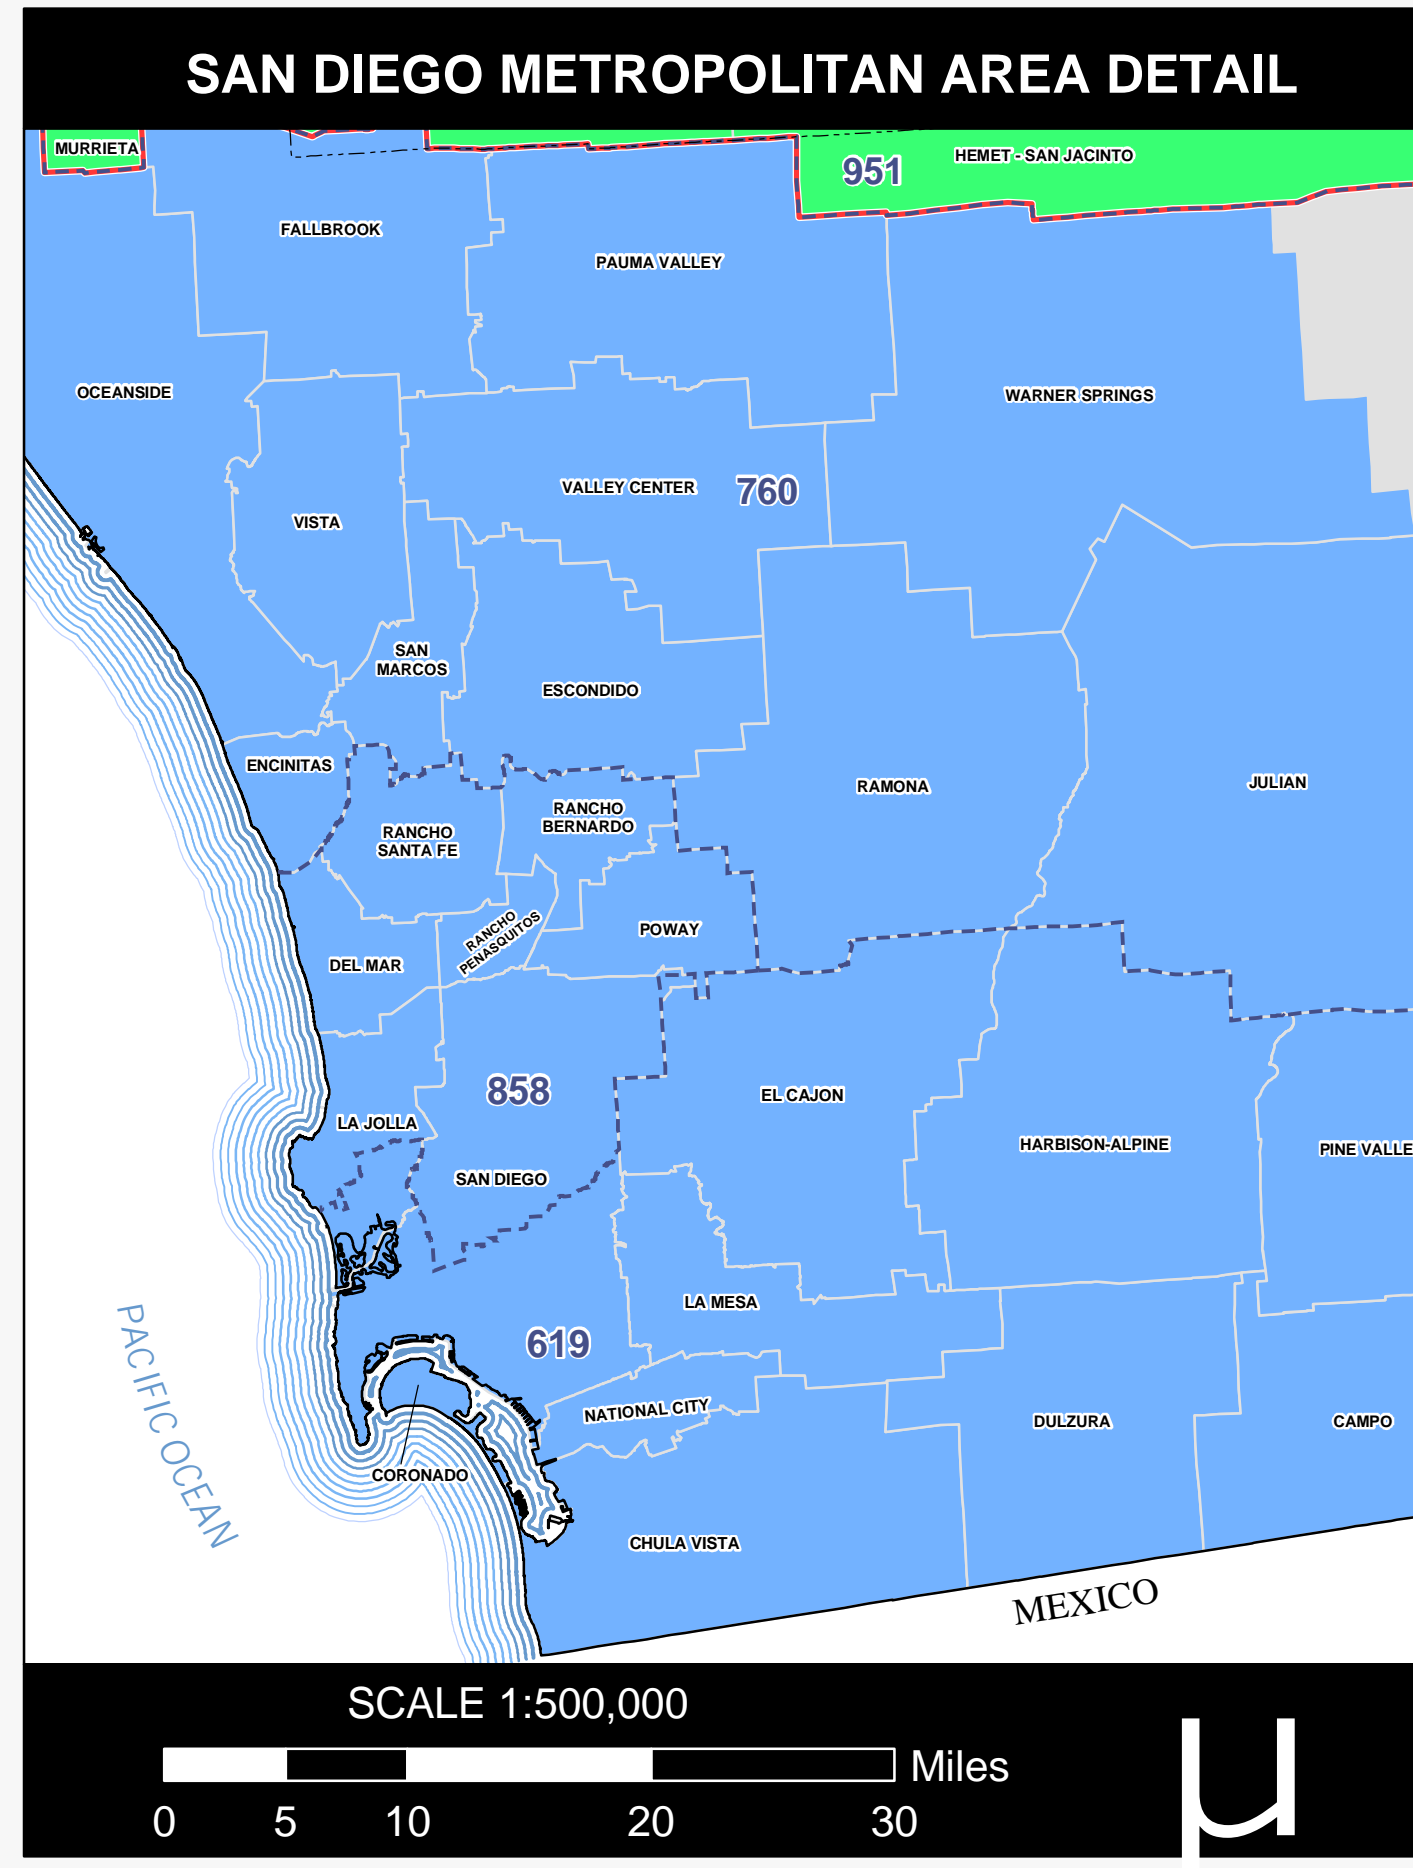 SAN DIEGO METROPOLITAN AREA DETAIL
MURRIETA
951
HEMET - SAN JACINTO
FALLBROOK
PAUMA VALLEY
OCEANSIDE
WARNER SPRINGS
VALLEY CENTER
760
VISTA
SAN
MARCOS
ESCONDIDO
ENCINITAS
RAMONA
JULIAN
RANCHO
BERNARDO
RANCHO
SANTA FE
RANCHO
PENASQUITOS
POWAY
DEL MAR
858
EL CAJON
LA JOLLA
HARBISON-ALPINE
PINE VALLE
SAN DIEGO
LA MESA
619
NATIONAL CITY
DULZURA
CAMPO
CORONADO
CHULA VISTA
PACIFIC OCEAN
MEXICO
SCALE 1:500,000
Miles
0 5 10 20 30
µ